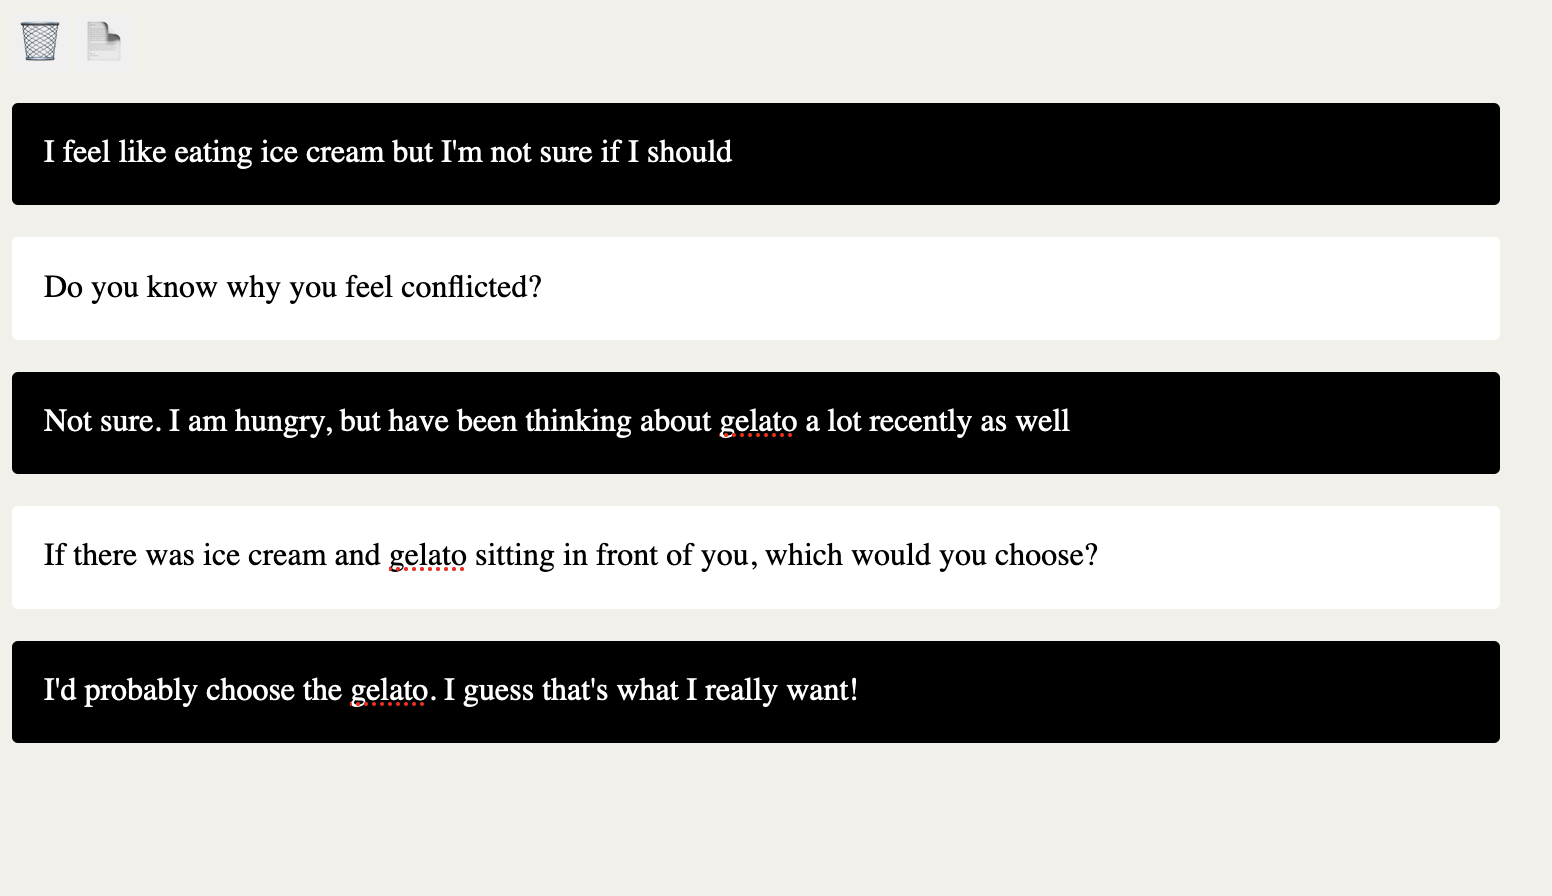 I feel like eating ice cream but I'm not sure if I should
Do you know why you feel conflicted?
Not sure. I am hungry, but have been thinking about gelato a lot recently as well
If there was ice cream and gelato sitting in front of you, which would you choose?
I'd probably choose the gelato. I guess that's what I really want!